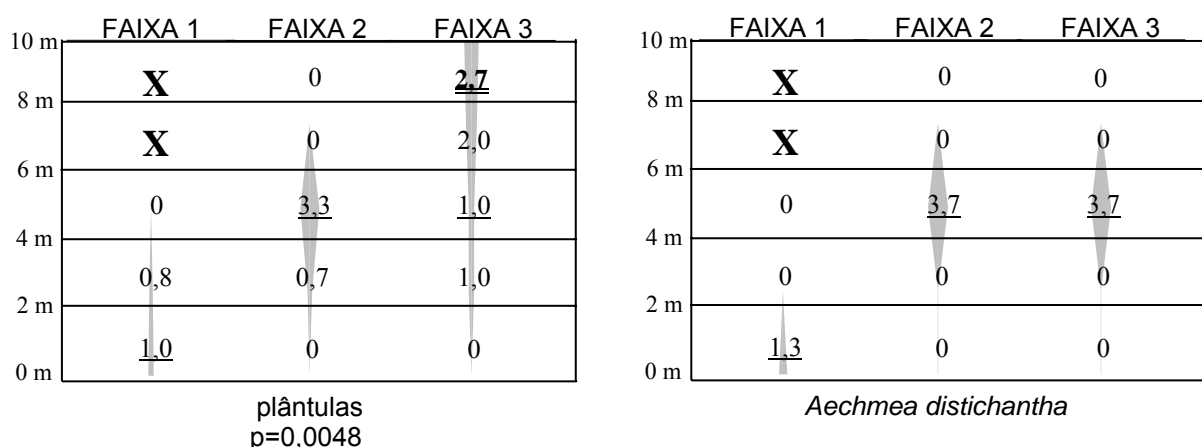 FAIXA 1 FAIXA 2 FAIXA 3
10 m
X 0 2,7
8 m
X 0 2,0
6 m
0 3,3 1,0
4 m
0,8 0,7 1,0
2 m
1,0 0 0
0 m
plântulas
p=0,0048
FAIXA 1 FAIXA 2 FAIXA 3
10 m
X 0 0
8 m
X 0 0
6 m
0 3,7 3,7
4 m
0 0 0
2 m
1,3 0 0
0 m
Aechmea distichantha